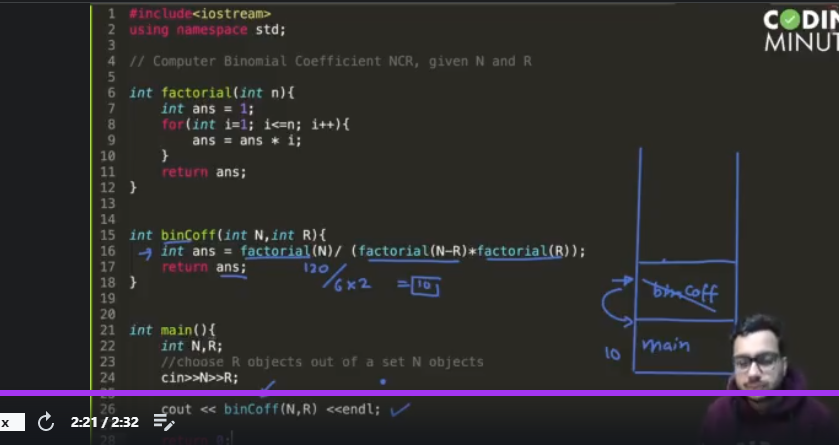 1 #include<iostream>
2 using namespace std;
3
4 // Computer Binomial Coefficient NCR, given N and R
5
6 int factorial(int n){
7 int ans = 1;
8 for(int i=1; i<=n; i++){
9 ans = ans * i;
10 }
11 return ans;
12 }
13
14
15 int binCoff(int N,int R){
16 int ans = factorial(N)/ (factorial(N-R)*factorial(R));
17 return ans;
18 }
120/6x2 = 10
19
20
21 int main(){
22 int N,R;
23 //choose R objects out of a set N objects
24 cin>>N>>R;
26 cout << binCoff(N,R) <<endl;
28 return 0;
CODIN
MINUT
binCoff
10 main
x 2:21 / 2:32